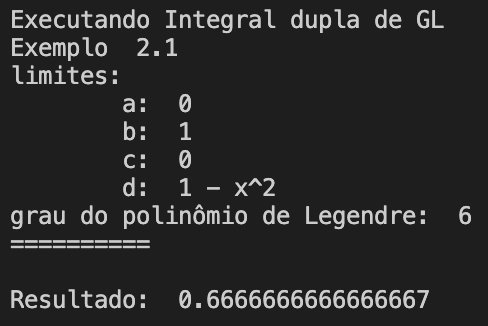 Executando Integral dupla de GL
Exemplo  2.1
limites:
        a:  0
        b:  1
        c:  0
        d:  1 - x^2
grau do polinômio de Legendre:  6
==========

Resultado:  0.6666666666666667